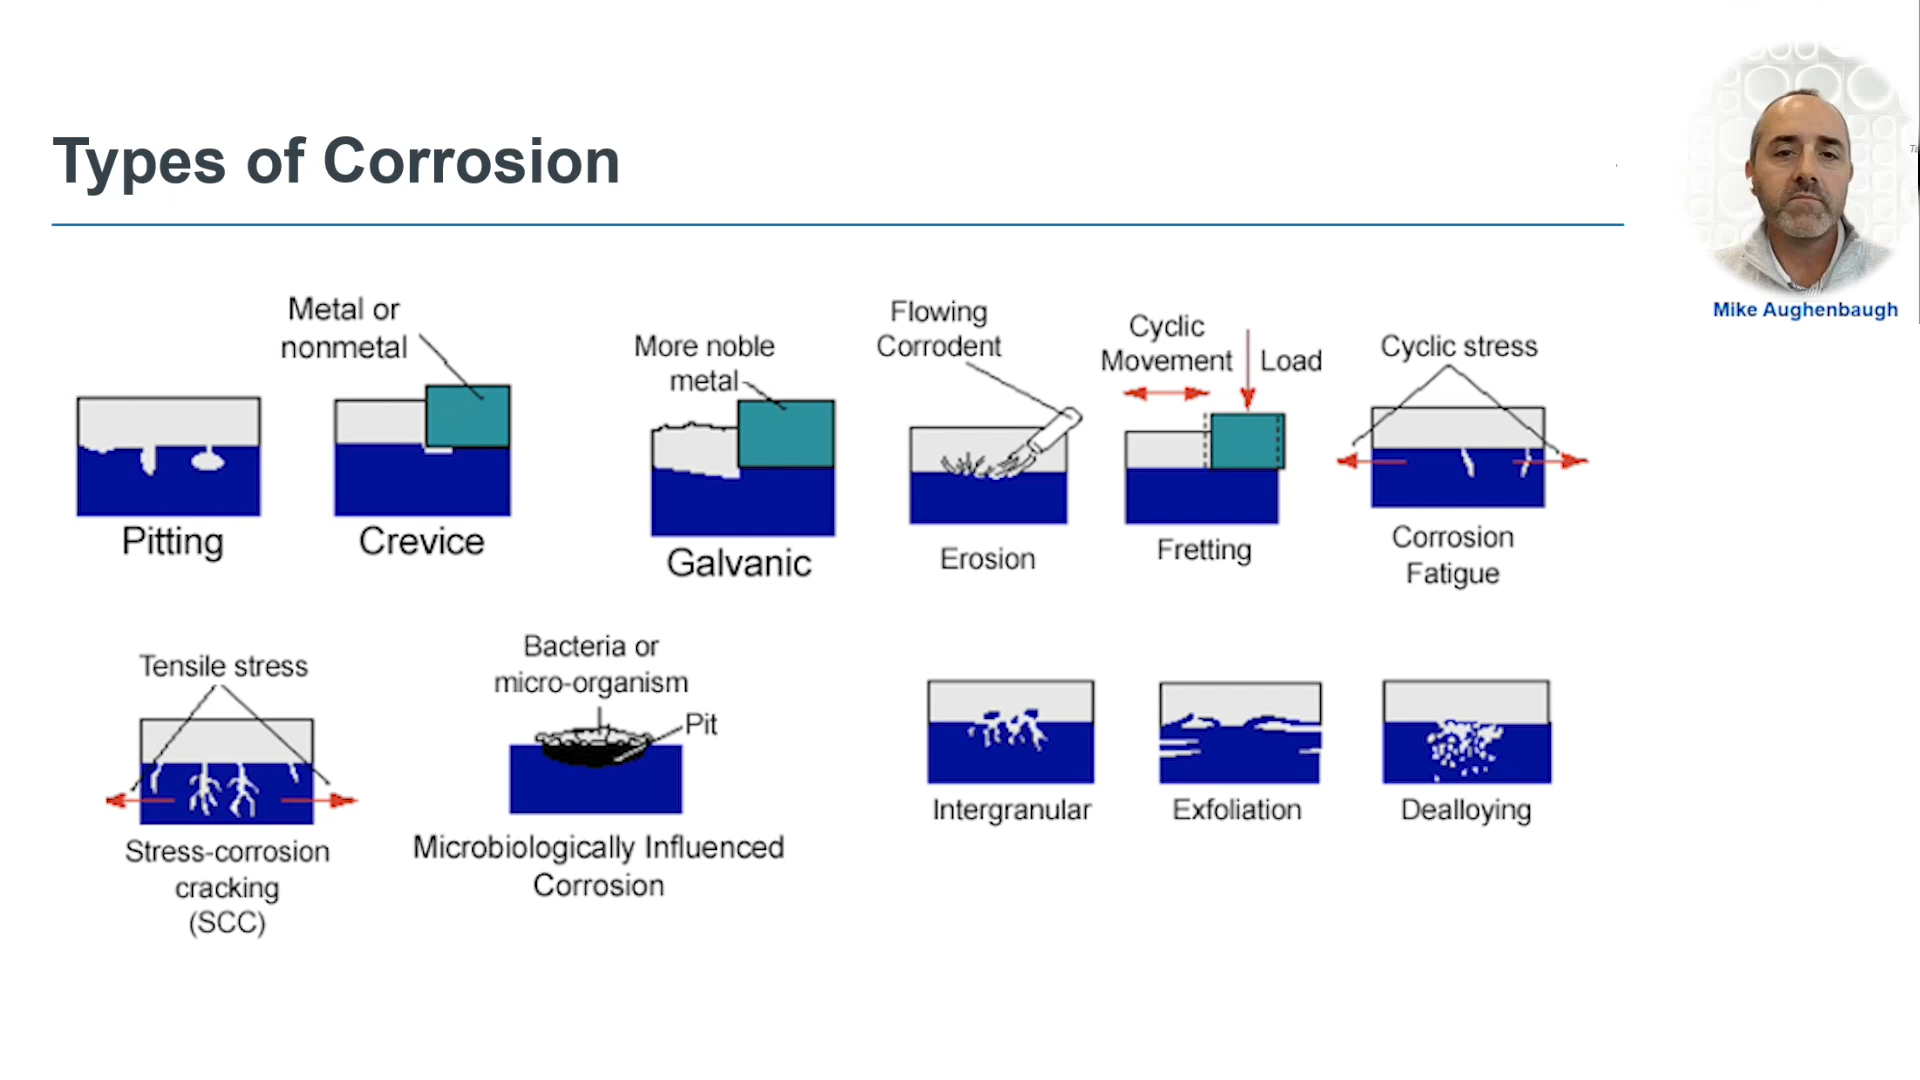 Types of Corrosion
Mike Aughenbaugh
Metal or
nonmetal
Pitting
Crevice
More noble
metal
Galvanic
Flowing
Corrodent
Erosion
Cyclic
Movement
Load
Fretting
Cyclic stress
Corrosion
Fatigue
Tensile stress
Stress-corrosion
cracking
(SCC)
Bacteria or
micro-organism
Pit
Microbiologically Influenced
Corrosion
Intergranular
Exfoliation
Dealloying